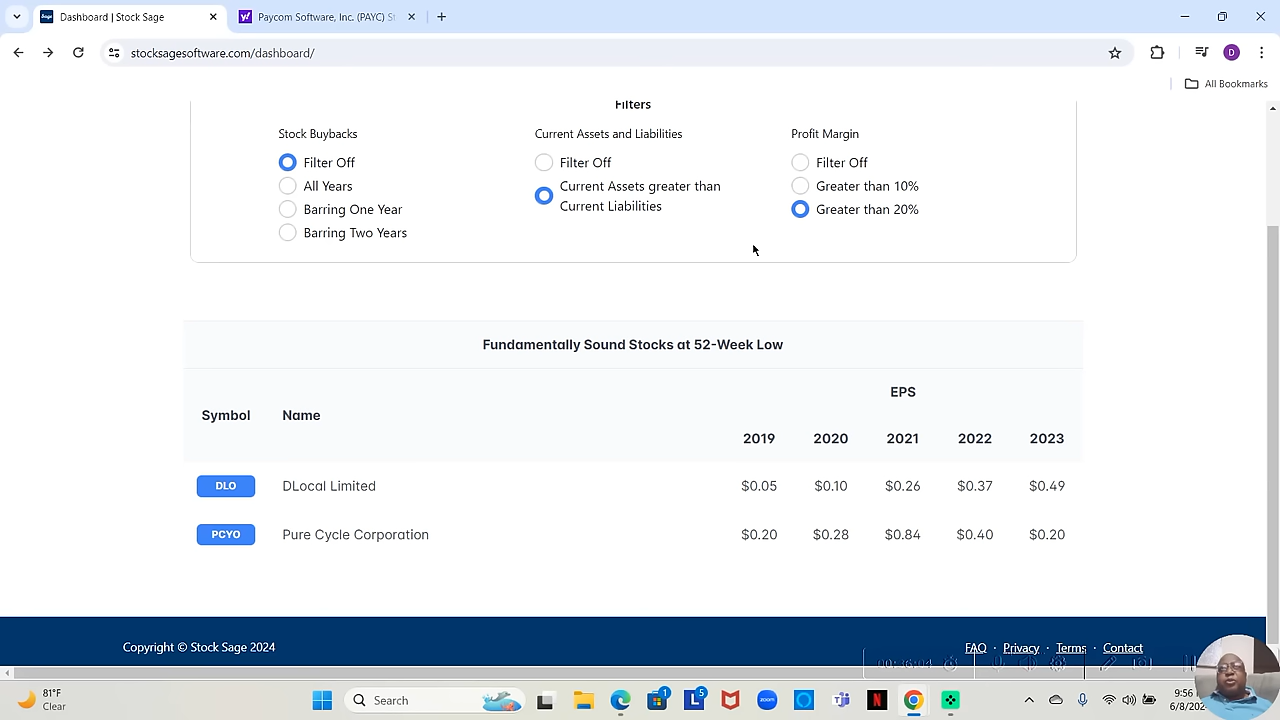 Dashboard | Stock Sage
Paycom Software, Inc. (PAYC) St
stocksagesoftware.com/dashboard/
D
All Bookmarks
Filters
Stock Buybacks
Filter Off
All Years
Barring One Year
Barring Two Years
Current Assets and Liabilities
Filter Off
Current Assets greater than
Current Liabilities
Profit Margin
Filter Off
Greater than 10%
Greater than 20%
Fundamentally Sound Stocks at 52-Week Low
Symbol Name EPS
2019 2020 2021 2022 2023
DLO DLocal Limited $0.05 $0.10 $0.26 $0.37 $0.49
PCYO Pure Cycle Corporation $0.20 $0.28 $0.84 $0.40 $0.20
Copyright © Stock Sage 2024
FAQ · Privacy · Terms · Contact
81°F
Clear
Search
1
5
zoom
N
9:56
6/8/